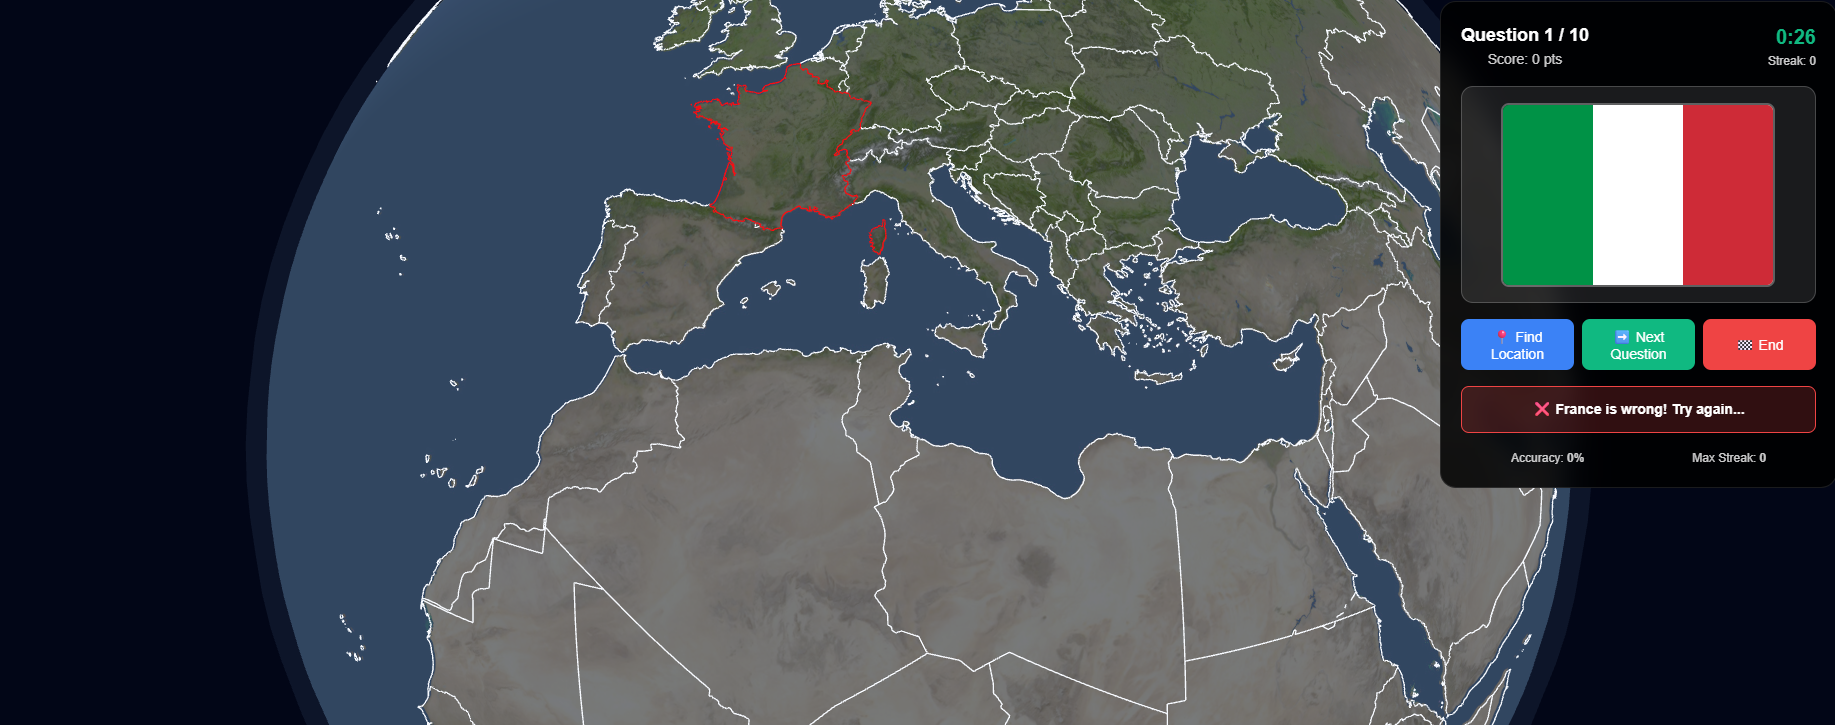 Question 1 / 10
0:26
Score: 0 pts
Streak: 0
Find
Location
Next
Question
End
France is wrong! Try again...
Accuracy: 0%
Max Streak: 0